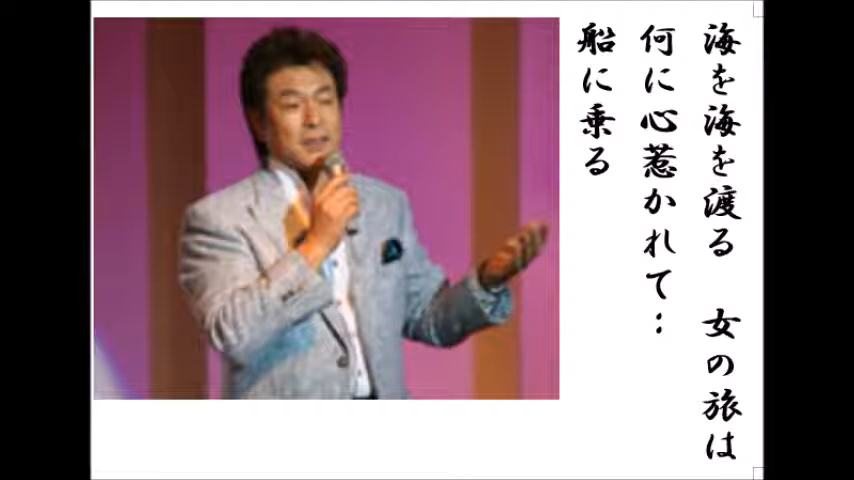 海を海を渡る　女の旅は
何に心惹かれて‥
船に乗る